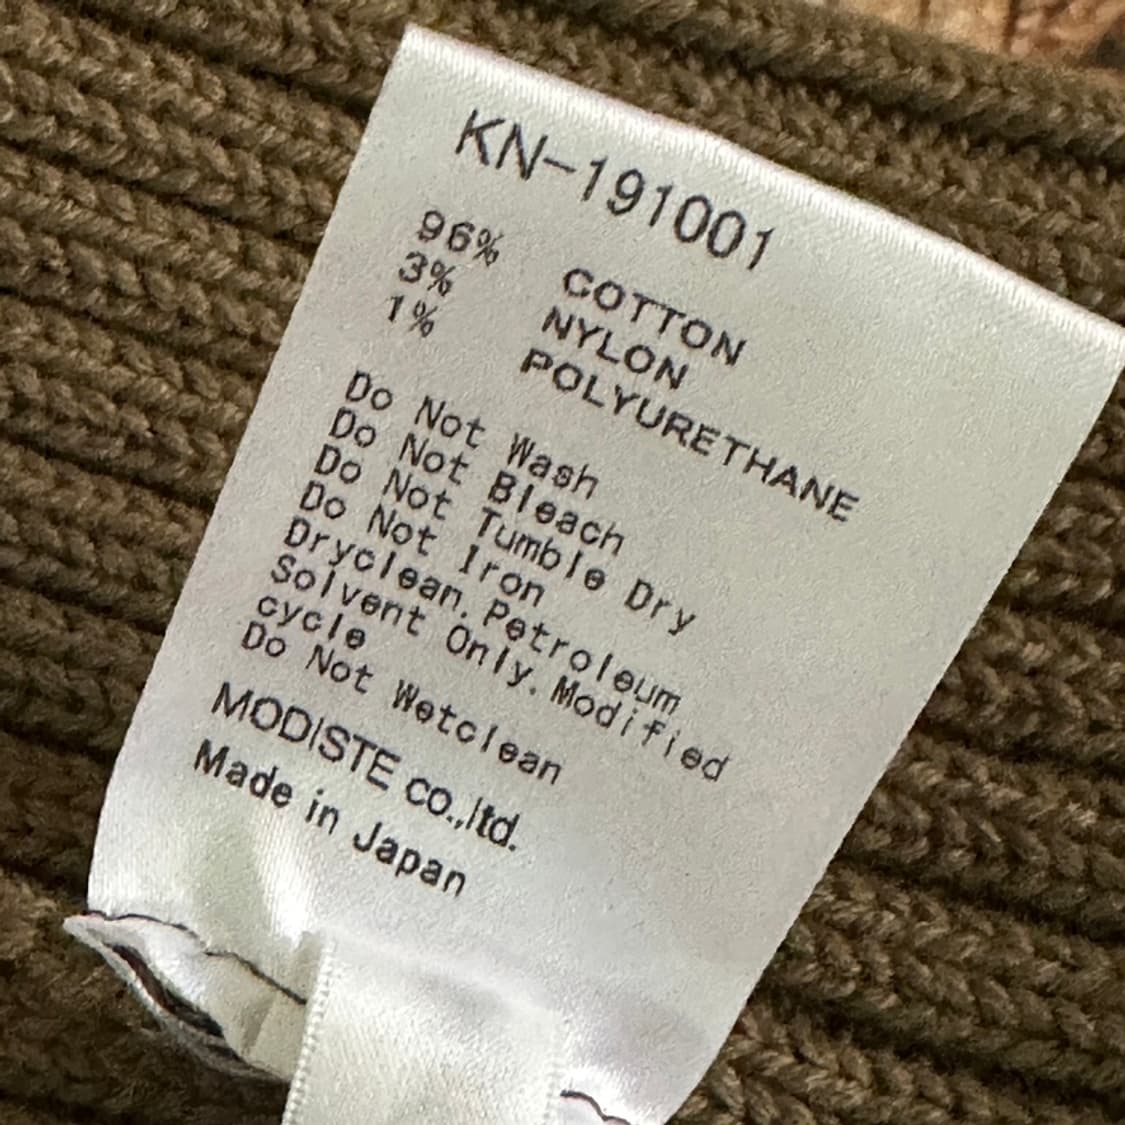 KN-191001
96% COTTON
3% NYLON
1% POLYURETHANE
Do Not Wash
Do Not Bleach
Do Not Tumble Dry
Do Not Iron
Dryclean. Petroleum
Solvent Only. Modified
cycle
Do Not Wetclean
MODISTE co.,ltd.
Made in Japan